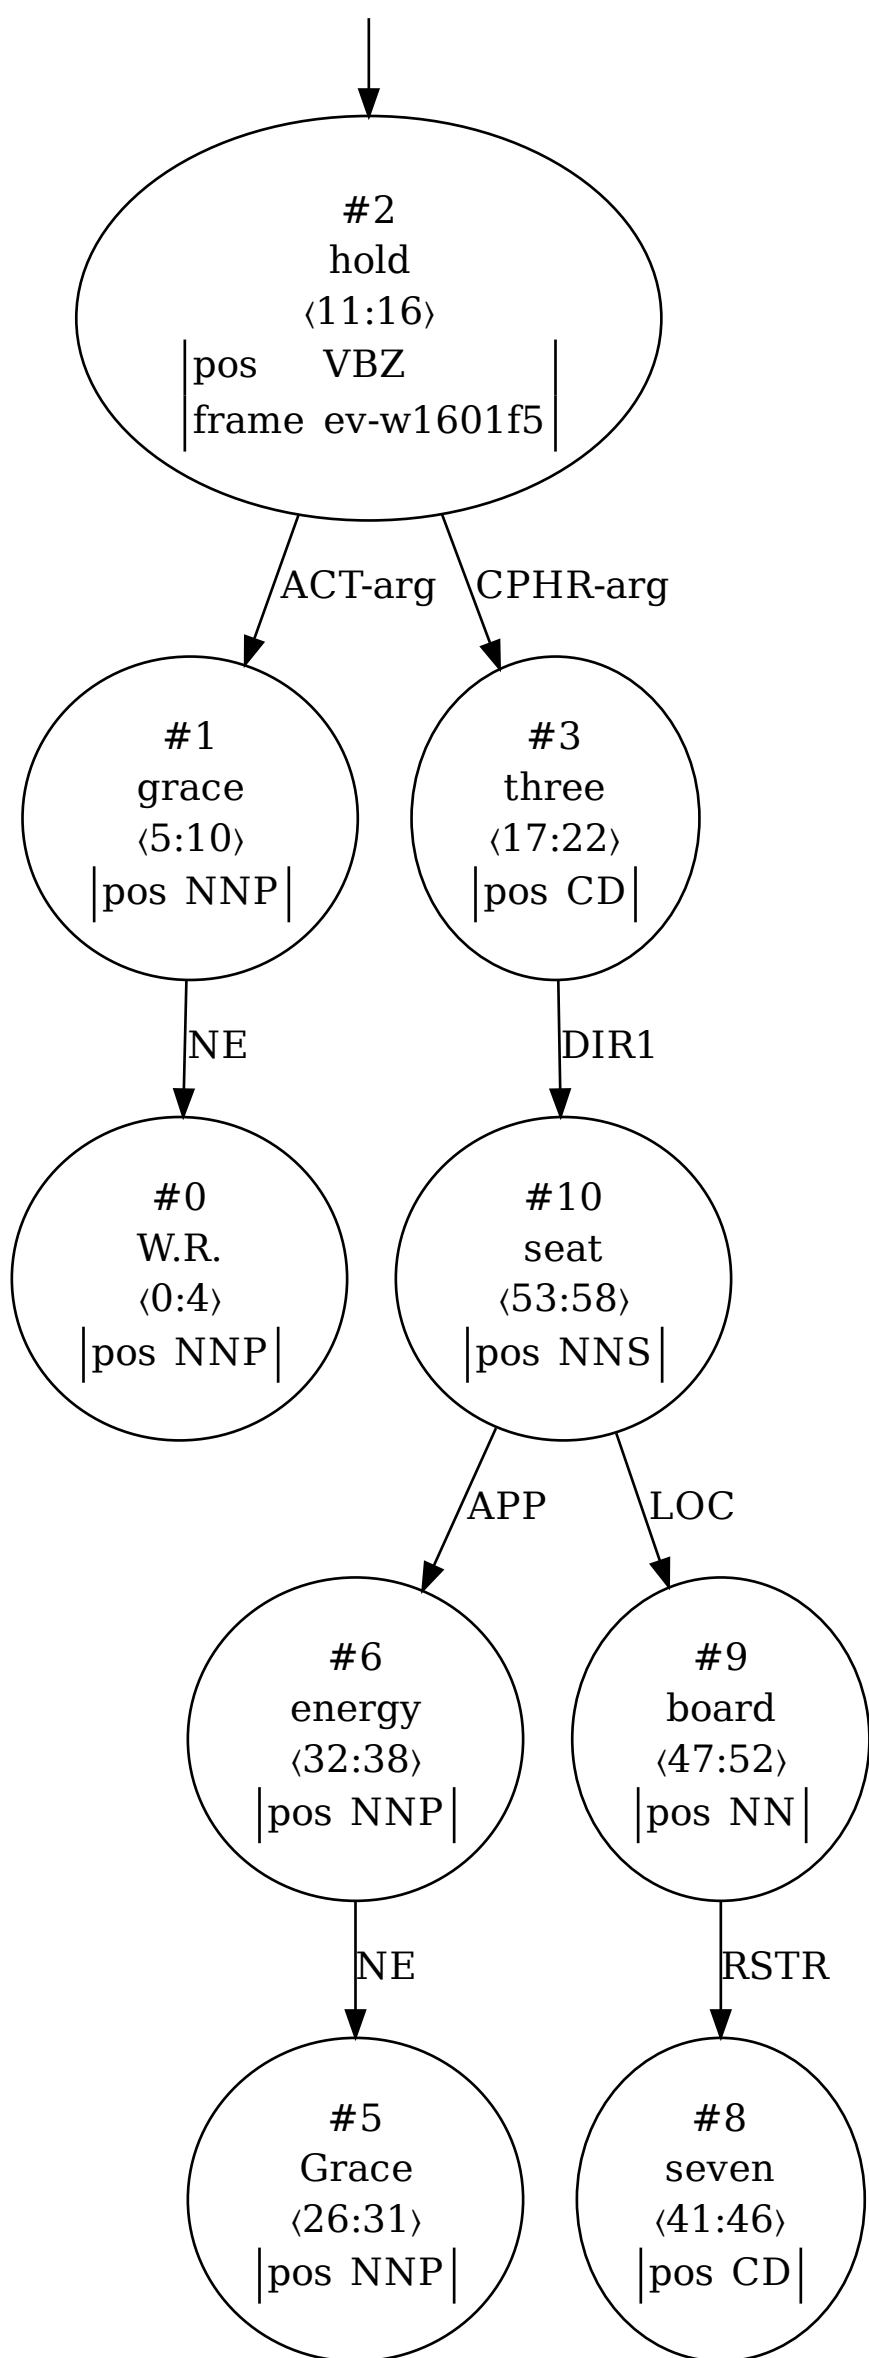 #2
hold
⟨11:16⟩
pos VBZ
frame ev-w1601f5
ACT-arg CPHR-arg
#1
grace
⟨5:10⟩
pos NNP
#3
three
⟨17:22⟩
pos CD
NE
DIR1
#0
W.R.
⟨0:4⟩
pos NNP
#10
seat
⟨53:58⟩
pos NNS
APP
LOC
#6
energy
⟨32:38⟩
pos NNP
#9
board
⟨47:52⟩
pos NN
NE
RSTR
#5
Grace
⟨26:31⟩
pos NNP
#8
seven
⟨41:46⟩
pos CD